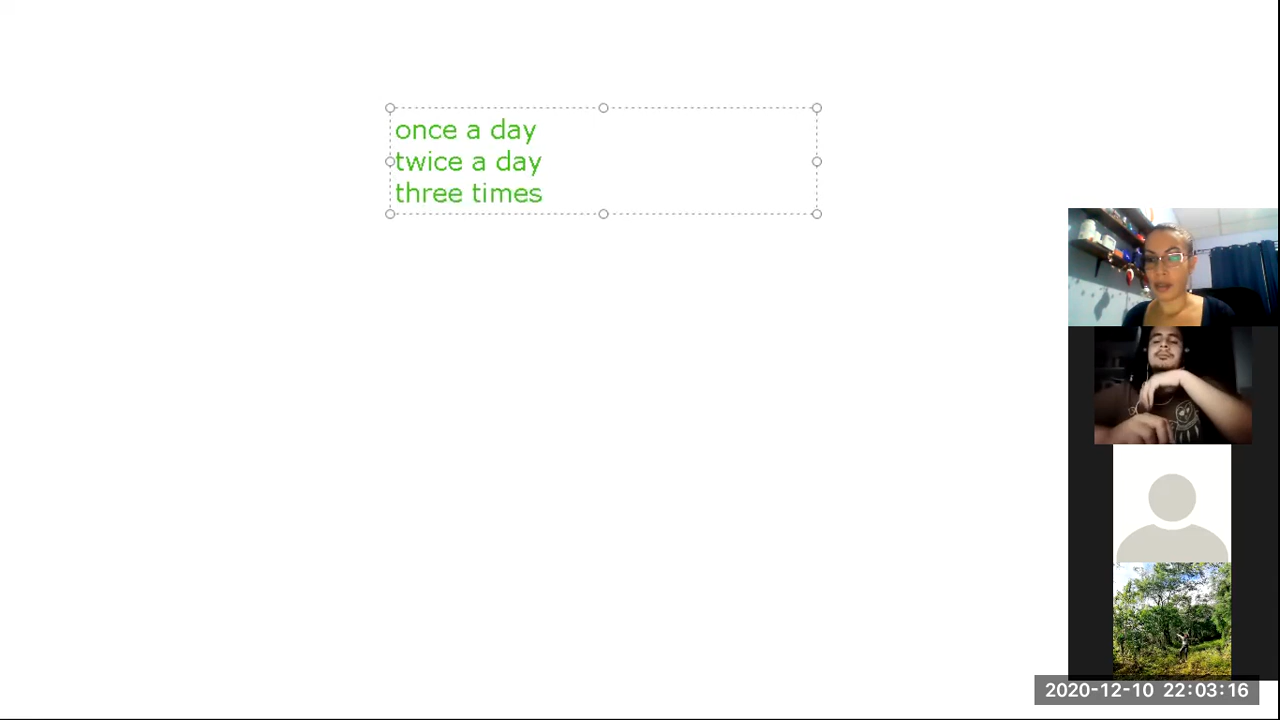 once a day
twice a day
three times
2020-12-10 22:03:16